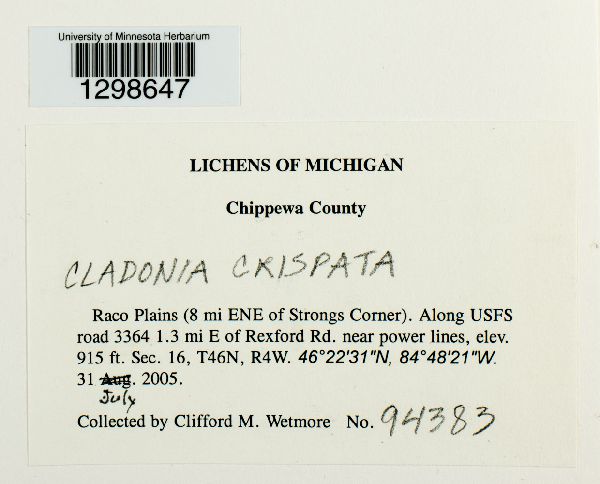 University of Minnesota Herbarium
1298647
LICHENS OF MICHIGAN
Chippewa County
CLADONIA CRISPATA
Raco Plains (8 mi ENE of Strongs Corner). Along USFS
road 3364 1.3 mi E of Rexford Rd. near power lines, elev.
915 ft. Sec. 16, T46N, R4W. 46°22'31"N, 84°48'21"W.
31 Aug. 2005.
July
Collected by Clifford M. Wetmore No. 94383